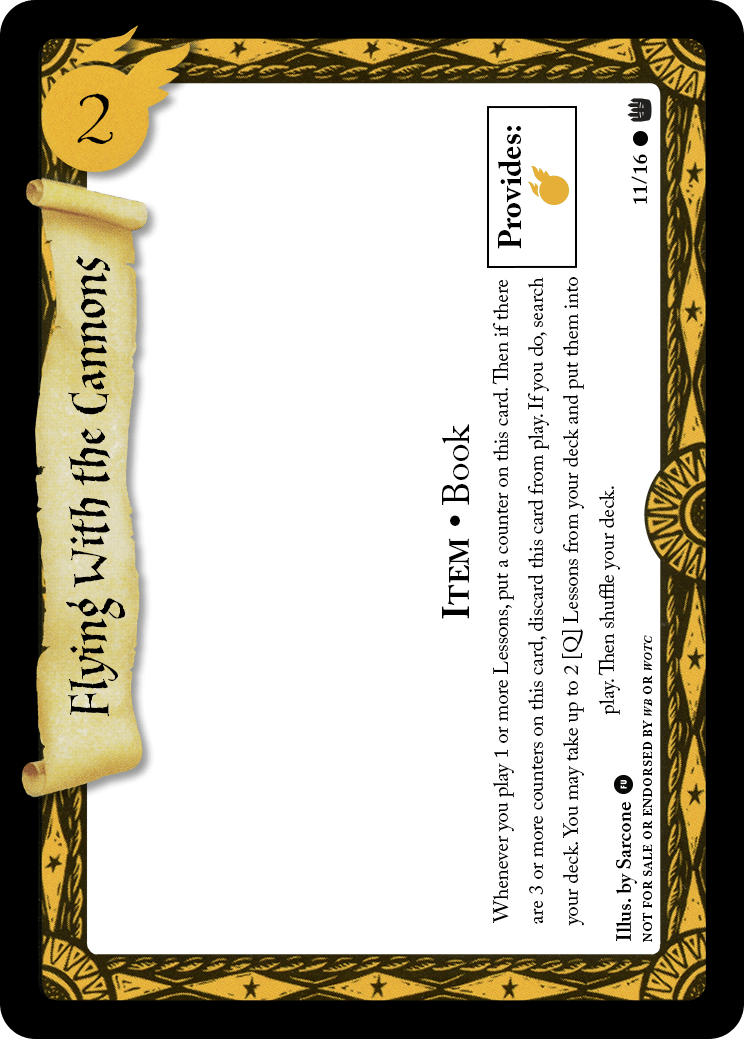 2
Flying With the Cannons
Item • Book
Provides:
Whenever you play 1 or more Lessons, put a counter on this card. Then if there
are 3 or more counters on this card, discard this card from play. If you do, search
your deck. You may take up to 2 [Q] Lessons from your deck and put them into
play. Then shuffle your deck.
Illus. by Sarcone FU
NOT FOR SALE OR ENDORSED BY WB OR WOTC
11/16